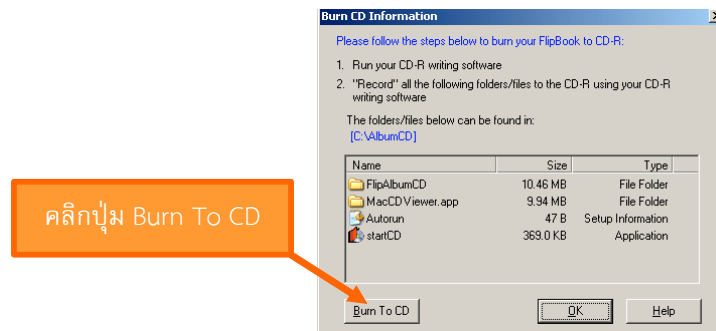 Burn CD Information
Please follow the steps below to burn your FlipBook to CD-R:
1. Run your CD-R writing software
2. "Record" all the following folders/files to the CD-R using your CD-R
writing software
The folders/files below can be found in:
[C:\AlbumCD]
Name Size Type
FlipAlbumCD 10.46 MB File Folder
MacCDViewer.app 9.94 MB File Folder
Autorun 47 B Setup Information
startCD 369.0 KB Application
คลิกปุ่ม Burn To CD
Burn To CD OK Help